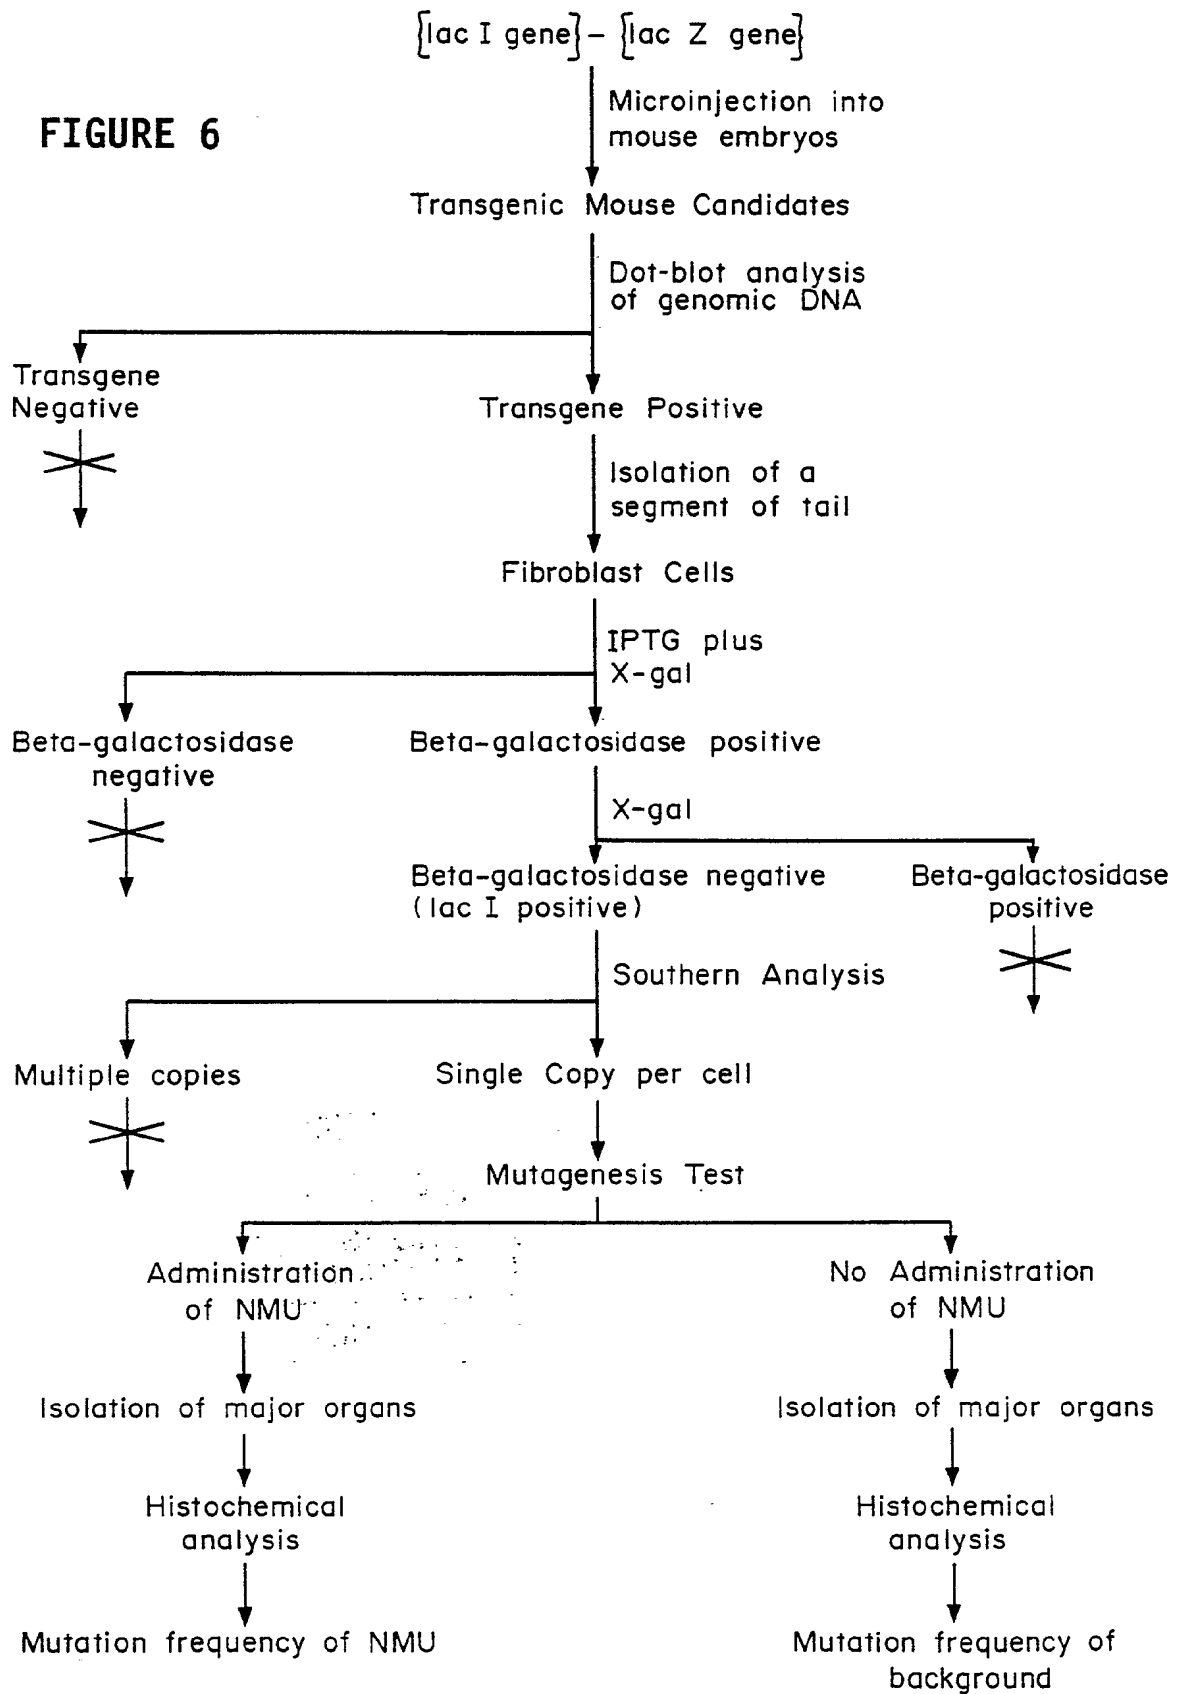 {lac I gene} – {lac Z gene}
FIGURE 6
Microinjection into
mouse embryos
Transgenic Mouse Candidates
Dot-blot analysis
of genomic DNA
Transgene
Negative
Transgene Positive
Isolation of a
segment of tail
Fibroblast Cells
IPTG plus
X-gal
Beta-galactosidase
negative
Beta-galactosidase positive
X-gal
Beta-galactosidase negative
(lac I positive)
Beta-galactosidase
positive
Southern Analysis
Multiple copies
Single Copy per cell
Mutagenesis Test
Administration
of NMU
No Administration
of NMU
Isolation of major organs
Isolation of major organs
Histochemical
analysis
Histochemical
analysis
Mutation frequency of NMU
Mutation frequency of
background